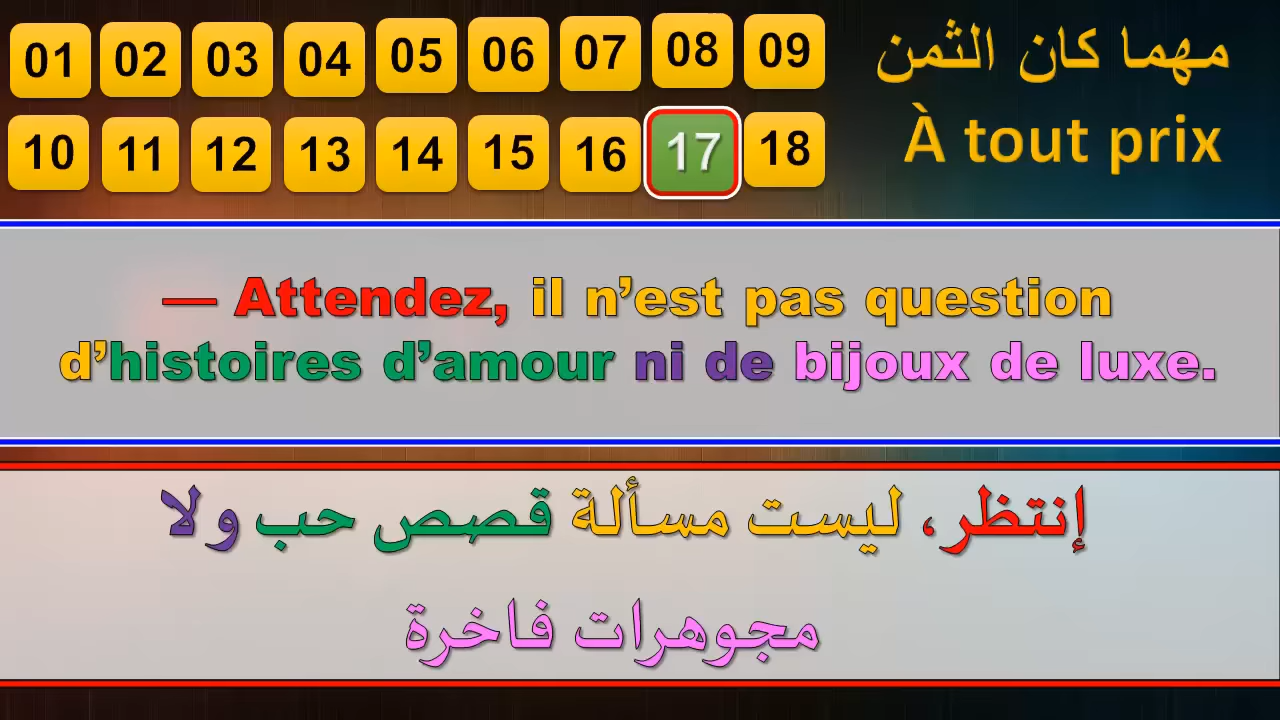 01 02 03 04 05 06 07 08 09
10 11 12 13 14 15 16 17 18
مهما كان الثمن
À tout prix
— Attendez, il n’est pas question
d’histoires d’amour ni de bijoux de luxe.
إنتظر، ليست مسألة قصص حب ولا
مجوهرات فاخرة